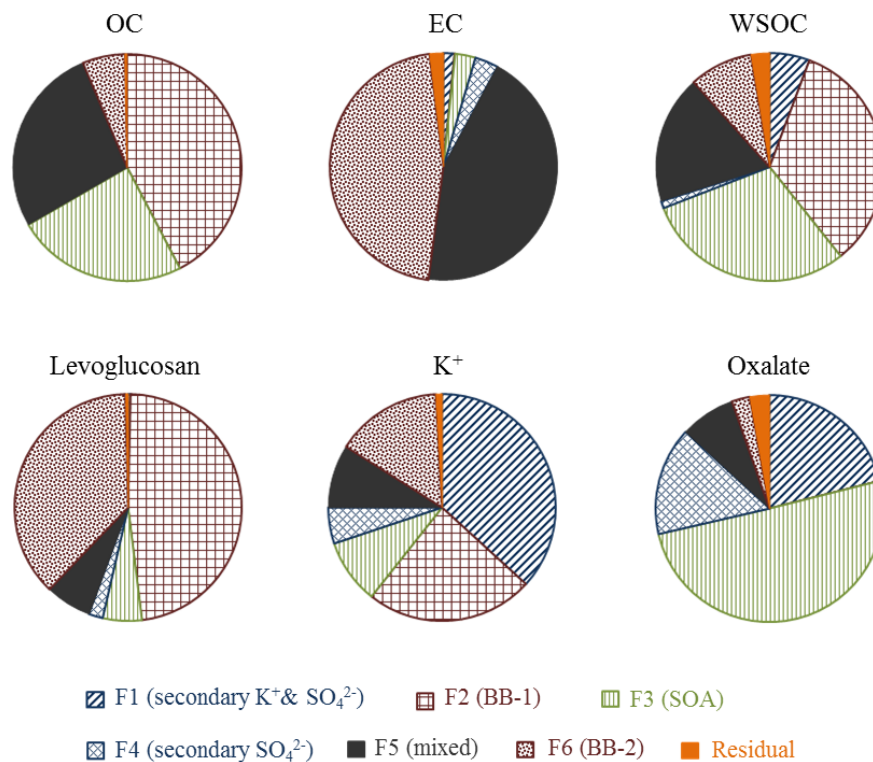 OC EC WSOC
Levoglucosan K⁺ Oxalate
F1 (secondary K⁺& SO₄²⁻) F2 (BB-1) F3 (SOA)
F4 (secondary SO₄²⁻) F5 (mixed) F6 (BB-2) Residual